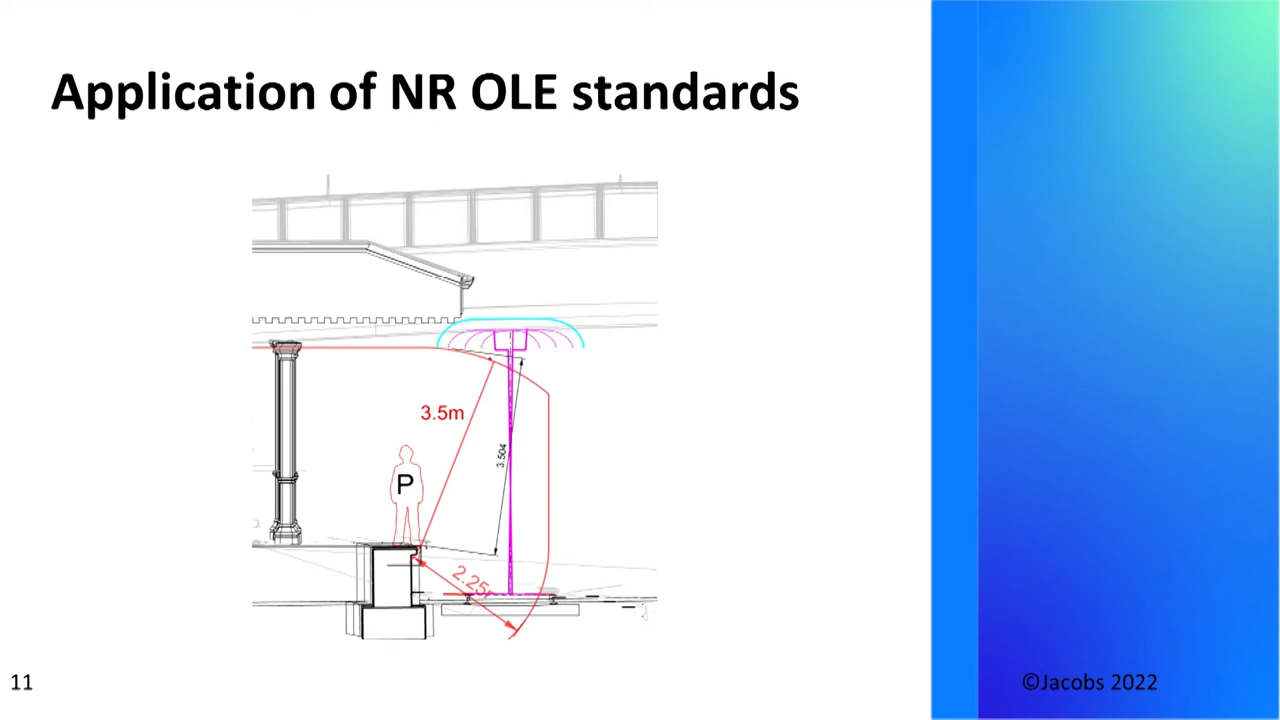 Application of NR OLE standards
3.5m
3.504
P
2.25
11
©Jacobs 2022